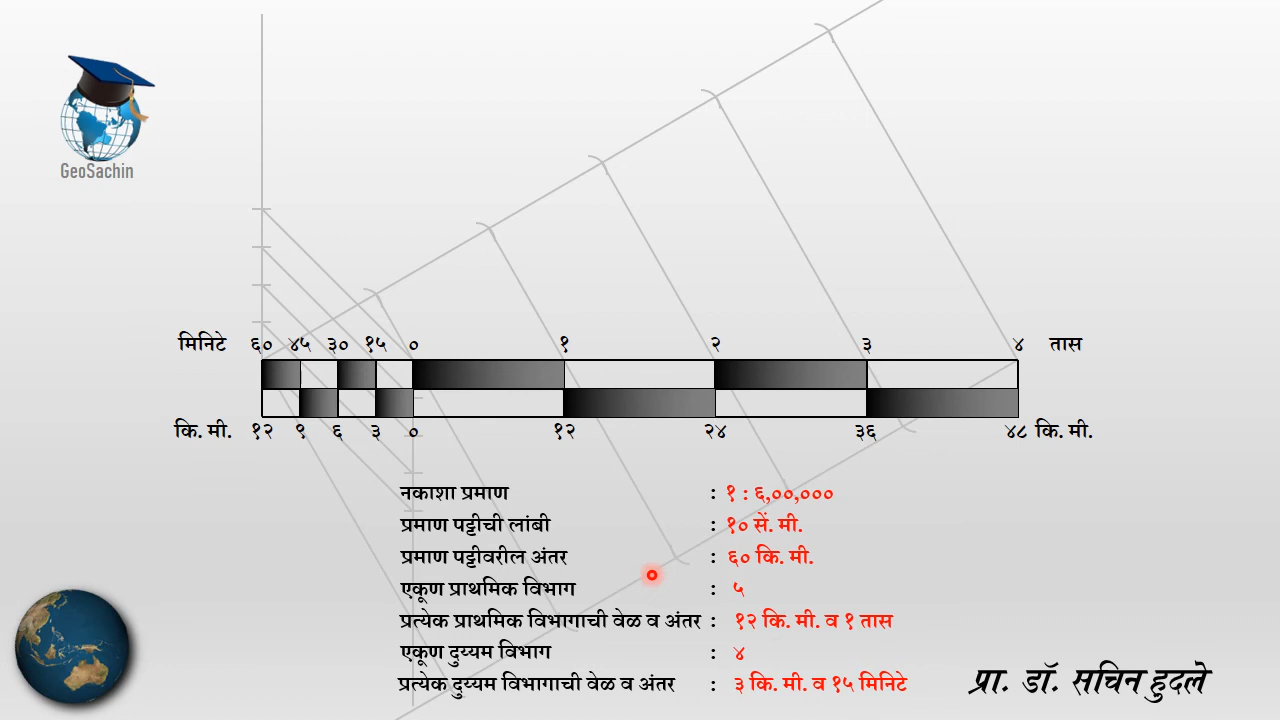 GeoSachin
मिनिटे ६० ४५ ३० १५ ० १ २ ३ ४ तास
कि. मी. १२ ९ ६ ३ ० १२ २४ ३६ ४८ कि. मी.
नकाशा प्रमाण : १ : ६,००,०००
प्रमाण पट्टीची लांबी : १० सें. मी.
प्रमाण पट्टीवरील अंतर : ६० कि. मी.
एकूण प्राथमिक विभाग : ५
प्रत्येक प्राथमिक विभागाची वेळ व अंतर : १२ कि. मी. व १ तास
एकूण दुय्यम विभाग : ४
प्रत्येक दुय्यम विभागाची वेळ व अंतर : ३ कि. मी. व १५ मिनिटे
प्रा. डॉ. सचिन हुदले